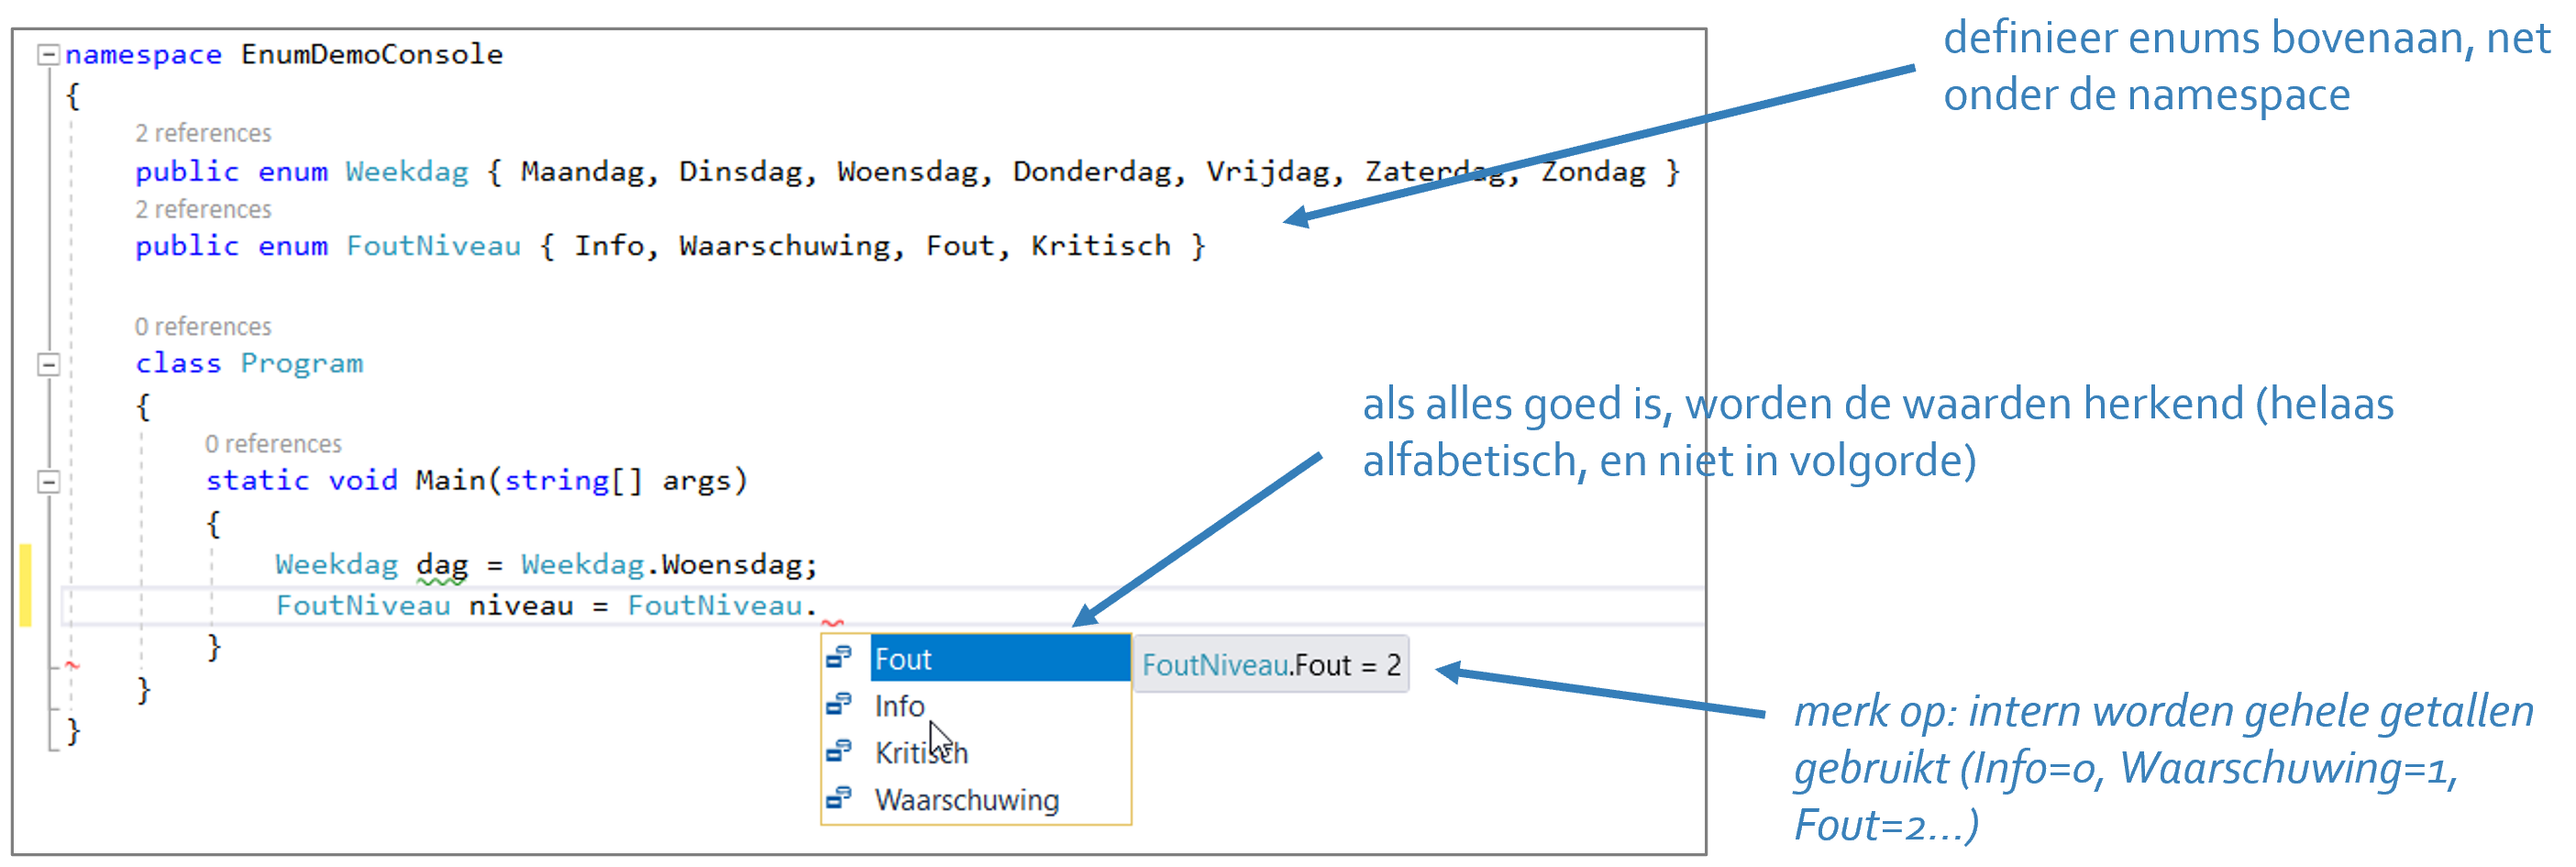 namespace EnumDemoConsole
{
2 references
public enum Weekdag { Maandag, Dinsdag, Woensdag, Donderdag, Vrijdag, Zaterdag, Zondag }
2 references
public enum FoutNiveau { Info, Waarschuwing, Fout, Kritisch }
0 references
class Program
{
0 references
static void Main(string[] args)
{
Weekdag dag = Weekdag.Woensdag;
FoutNiveau niveau = FoutNiveau.
}
}
}
Fout
Info
Kritisch
Waarschuwing
FoutNiveau.Fout = 2
definieer enums bovenaan, net
onder de namespace
als alles goed is, worden de waarden herkend (helaas
alfabetisch, en niet in volgorde)
merk op: intern worden gehele getallen
gebruikt (Info=0, Waarschuwing=1,
Fout=2...)